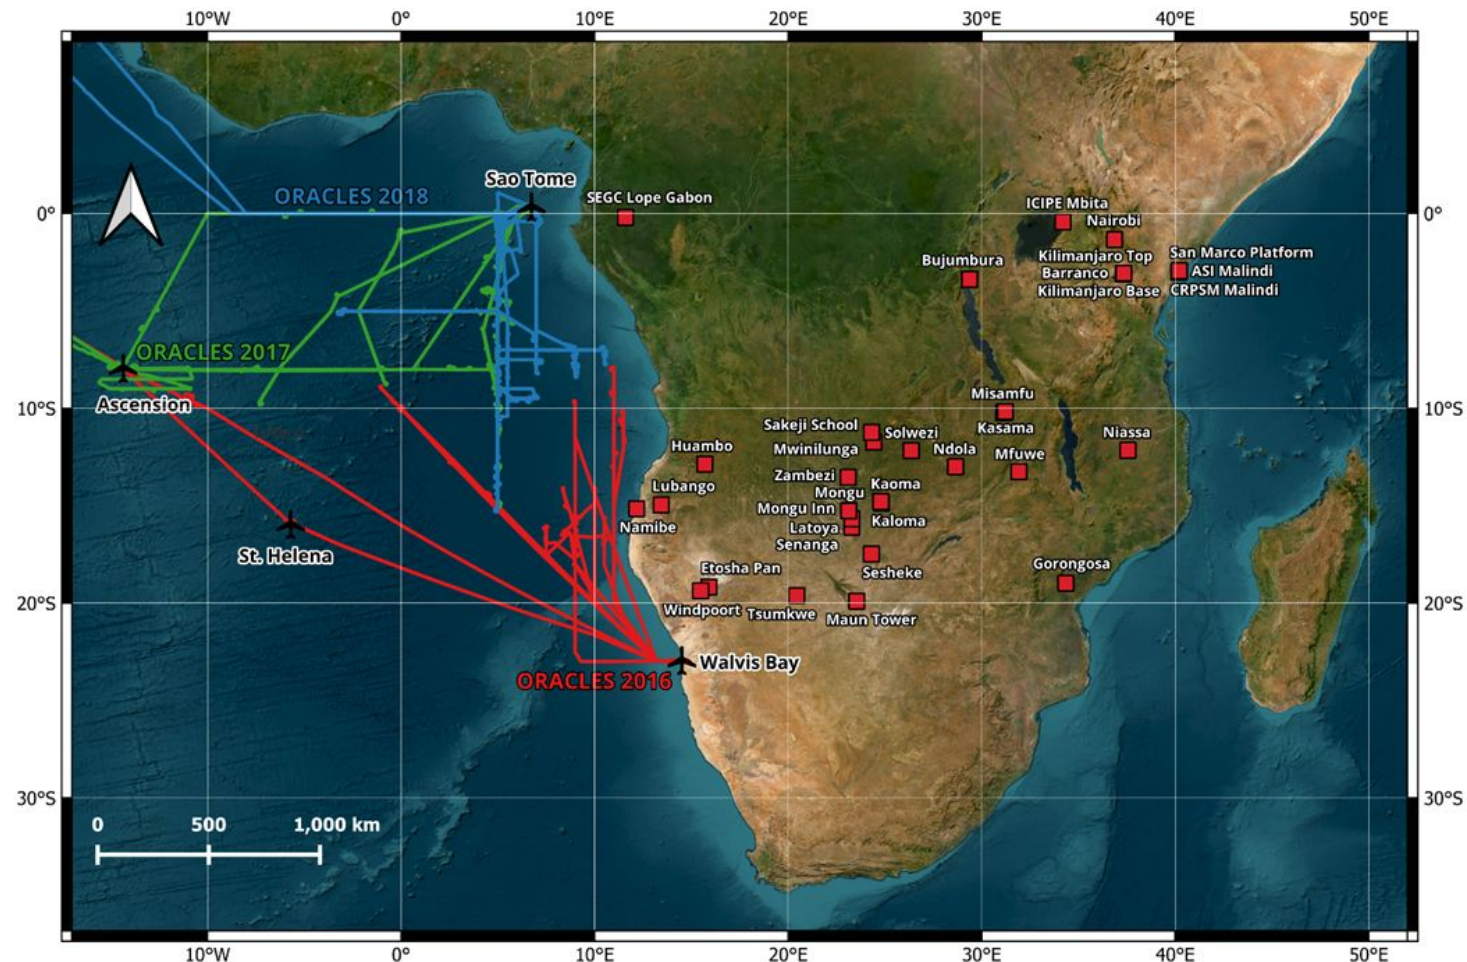 10°W 0° 10°E 20°E 30°E 40°E 50°E
Sao Tome
ORACLES 2018
SEGC Lope Gabon
ICIPE Mbita
0°
Nairobi
0°
Kilimanjaro Top
San Marco Platform
Bujumbura
Barranco
ASI Malindi
Kilimanjaro Base
CRPSM Malindi
ORACLES 2017
Ascension
Misamfu
10°S
10°S
Sakeji School
Solwezi
Kasama
Niassa
Huambo
Mwinilunga
Ndola
Mfuwe
Zambezi
Lubango
Mongu
Kaoma
Mongu Inn
Namibe
Latoya
Kaloma
Senanga
St. Helena
Etosha Pan
Sesheke
Gorongosa
20°S
Windpoort
Tsumkwe
Maun Tower
20°S
Walvis Bay
ORACLES 2016
30°S
30°S
0 500 1,000 km
10°W 0° 10°E 20°E 30°E 40°E 50°E